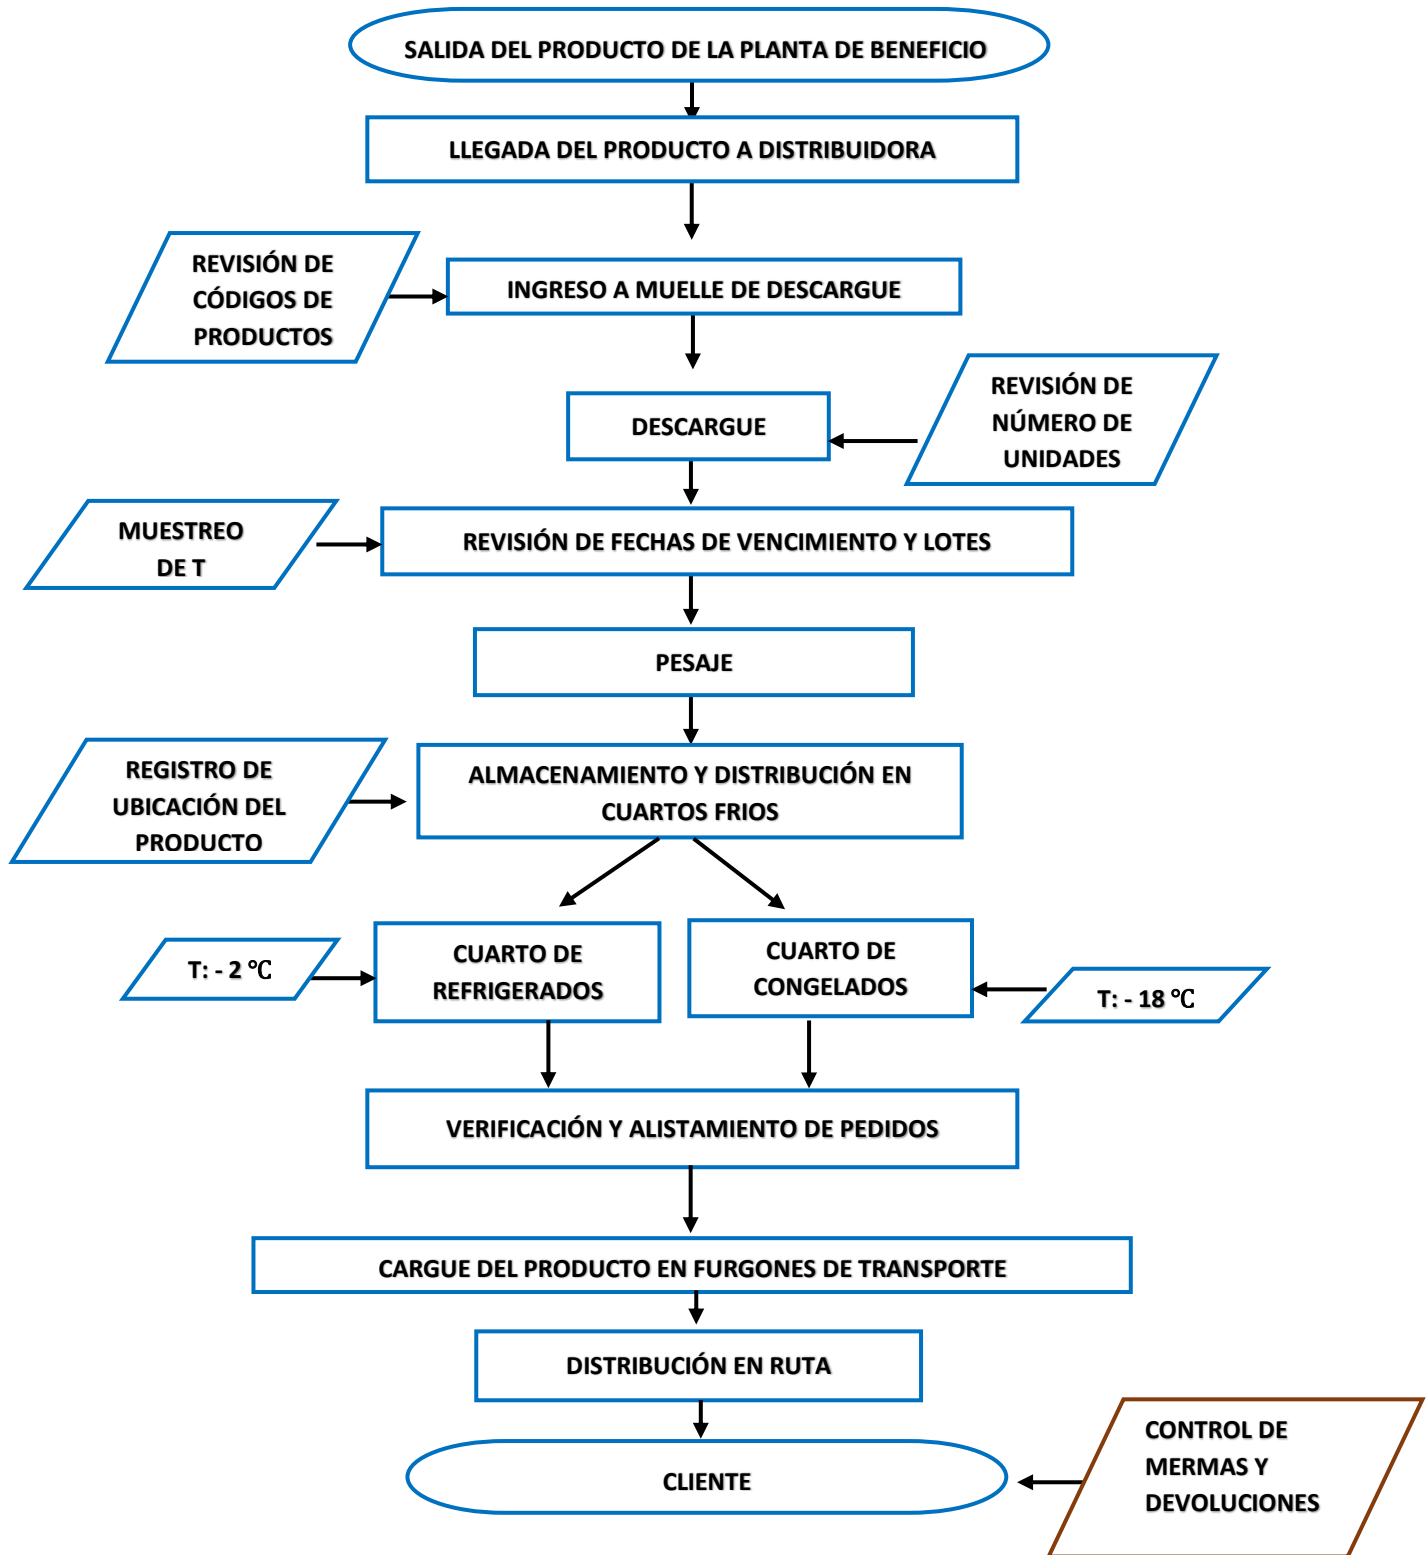 SALIDA DEL PRODUCTO DE LA PLANTA DE BENEFICIO
LLEGADA DEL PRODUCTO A DISTRIBUIDORA
REVISIÓN DE
CÓDIGOS DE
PRODUCTOS
INGRESO A MUELLE DE DESCARGUE
REVISIÓN DE
NÚMERO DE
UNIDADES
DESCARGUE
MUESTREO
DE T
REVISIÓN DE FECHAS DE VENCIMIENTO Y LOTES
PESAJE
REGISTRO DE
UBICACIÓN DEL
PRODUCTO
ALMACENAMIENTO Y DISTRIBUCIÓN EN
CUARTOS FRIOS
T: - 2 °C
CUARTO DE
REFRIGERADOS
CUARTO DE
CONGELADOS
T: - 18 °C
VERIFICACIÓN Y ALISTAMIENTO DE PEDIDOS
CARGUE DEL PRODUCTO EN FURGONES DE TRANSPORTE
DISTRIBUCIÓN EN RUTA
CLIENTE
CONTROL DE
MERMAS Y
DEVOLUCIONES